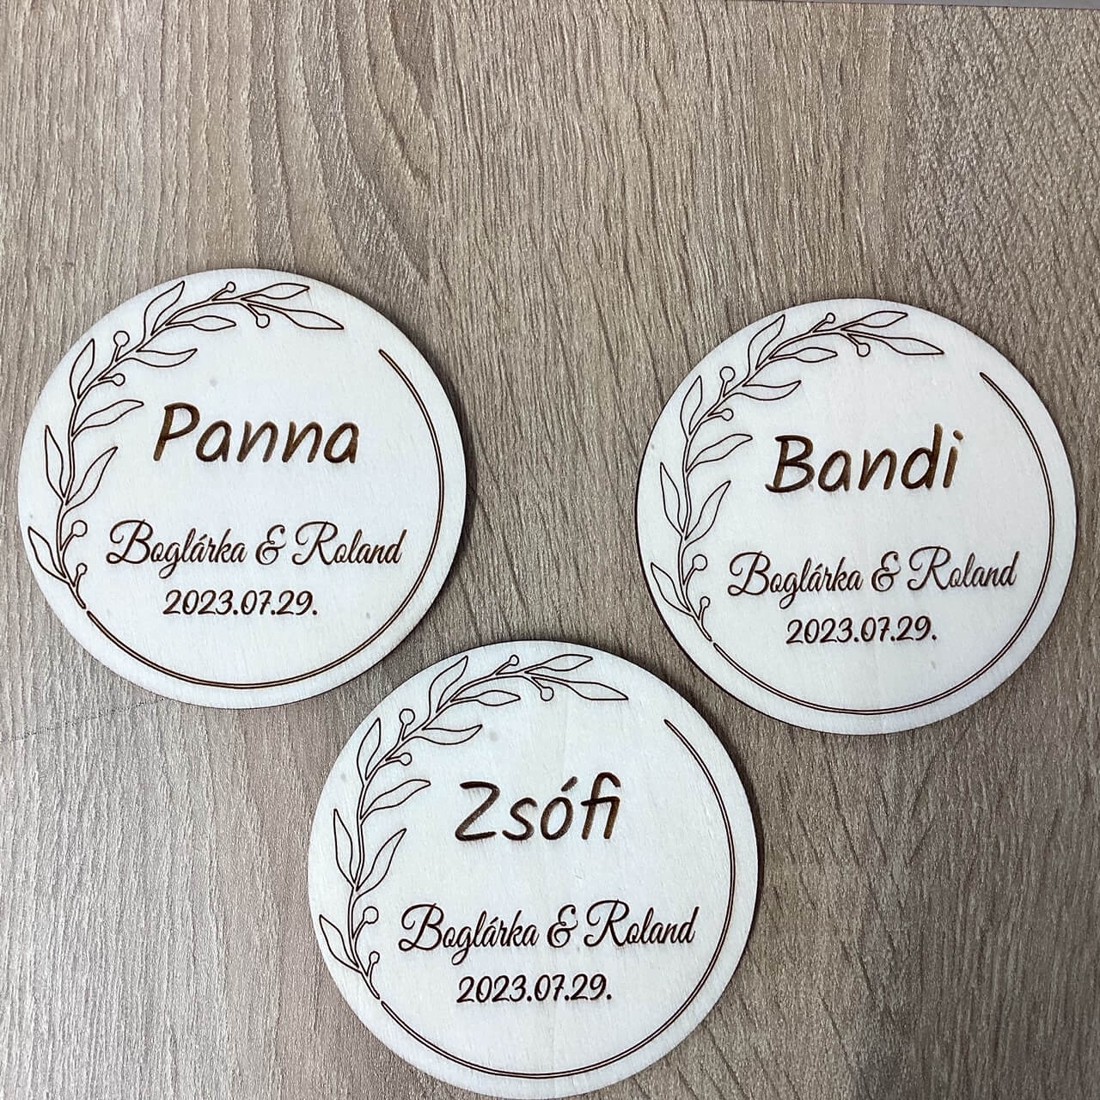 Panna
Boglárka & Roland
2023.07.29.
Bandi
Boglárka & Roland
2023.07.29.
Zsófi
Boglárka & Roland
2023.07.29.